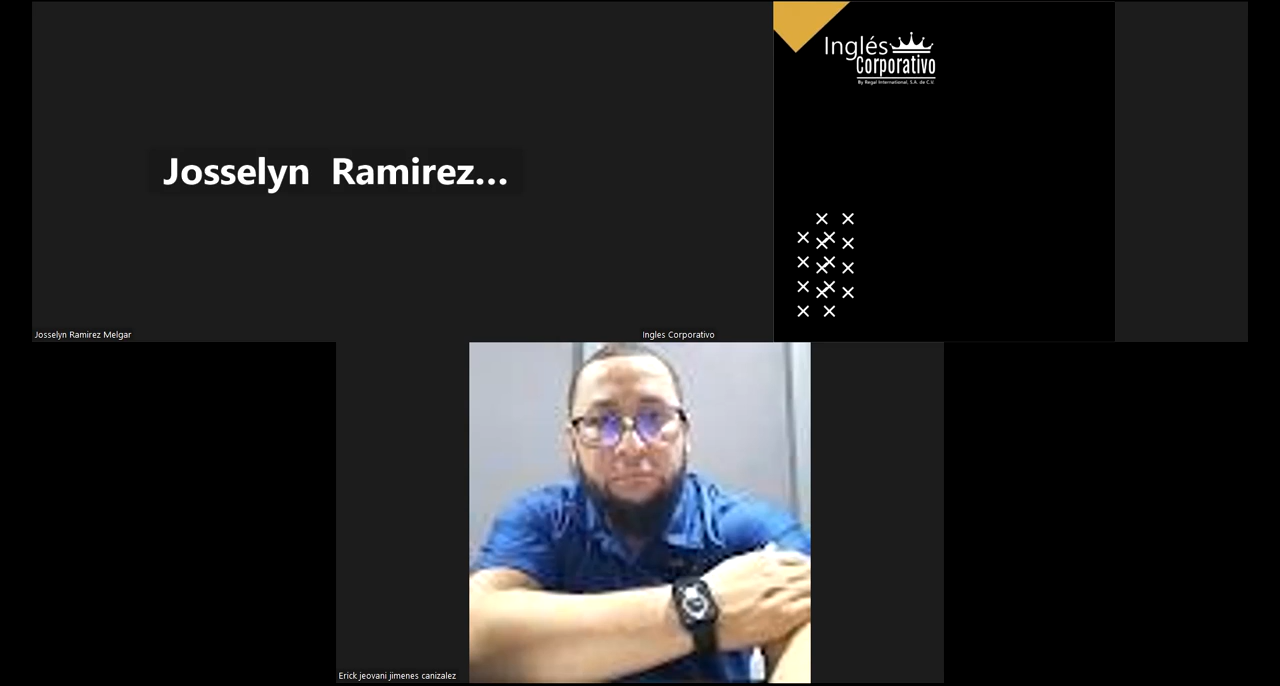 Josselyn Ramirez...
Josselyn Ramirez Melgar
Inglés
Corporativo
By Regal International, S.A. de C.V.
Ingles Corporativo
Erick jeovani jimenes canizalez